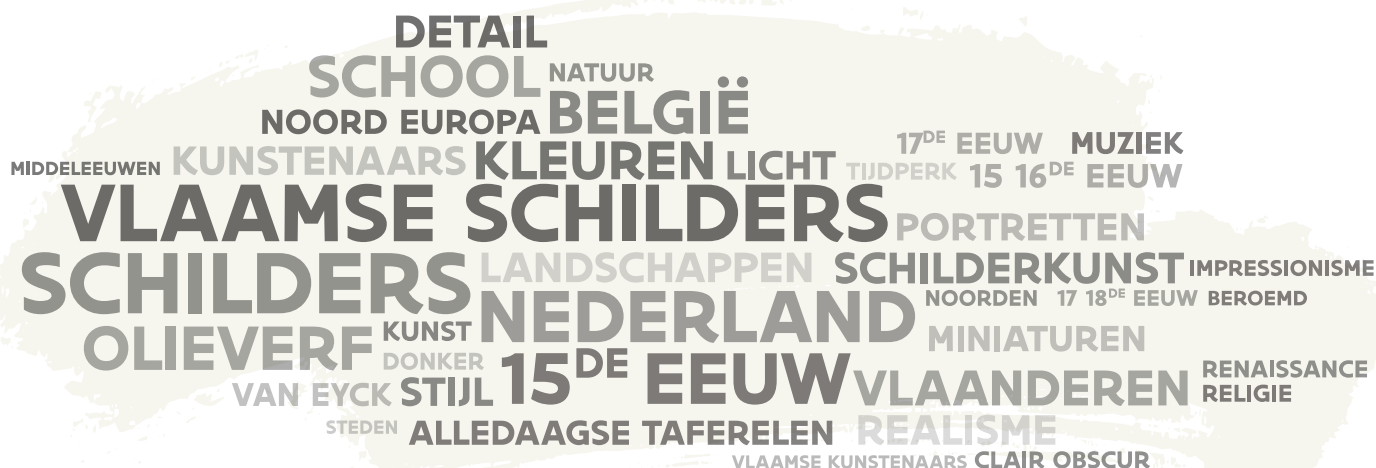 DETAIL
SCHOOL NATUUR
NOORD EUROPA BELGIË
17DE EEUW MUZIEK
MIDDELEEUWEN KUNSTENAARS KLEUREN LICHT TIJDPERK 15 16DE EEUW
VLAAMSE SCHILDERS PORTRETTEN
SCHILDERS LANDSCHAPPEN SCHILDERKUNST IMPRESSIONISME
NEDERLAND NOORDEN 17 18DE EEUW BEROEMD
OLIEVERF KUNST MINIATUREN
DONKER 15DE EEUW VLAANDEREN RENAISSANCE
VAN EYCK STIJL RELIGIE
STEDEN ALLEDAAGSE TAFERELEN REALISME
VLAAMSE KUNSTENAARS CLAIR OBSCUR